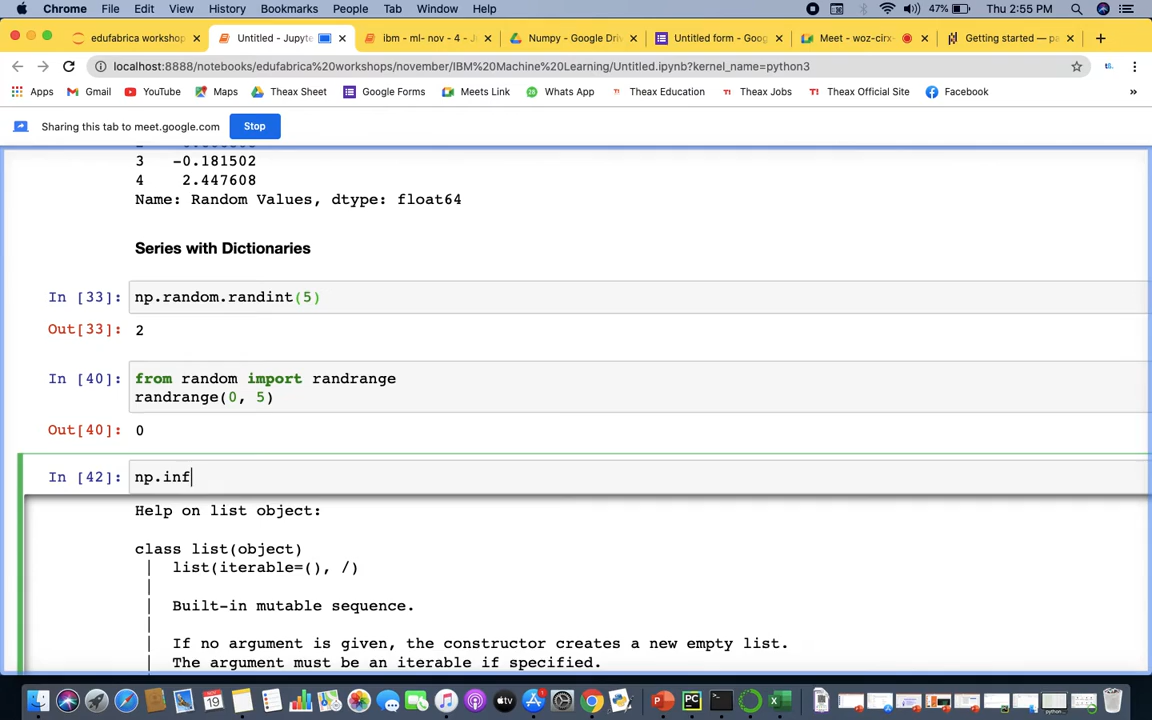 Chrome File Edit View History Bookmarks People Tab Window Help 47% Thu 2:55 PM
edufabrica workshop × Untitled - Jupyte × ibm - ml- nov - 4 - J × Numpy - Google Driv × Untitled form - Goog × Meet - woz-cirx- × Getting started — pa × +
localhost:8888/notebooks/edufabrica%20workshops/november/IBM%20Machine%20Learning/Untitled.ipynb?kernel_name=python3
Apps Gmail YouTube Maps Theax Sheet Google Forms Meets Link Whats App Theax Education Theax Jobs Theax Official Site Facebook »
Sharing this tab to meet.google.com Stop
3 -0.181502
4 2.447608
Name: Random Values, dtype: float64
Series with Dictionaries
In [33]: np.random.randint(5)
Out[33]: 2
In [40]: from random import randrange
randrange(0, 5)
Out[40]: 0
In [42]: np.inf
Help on list object:
class list(object)
| list(iterable=(), /)
|
| Built-in mutable sequence.
|
| If no argument is given, the constructor creates a new empty list.
| The argument must be an iterable if specified.